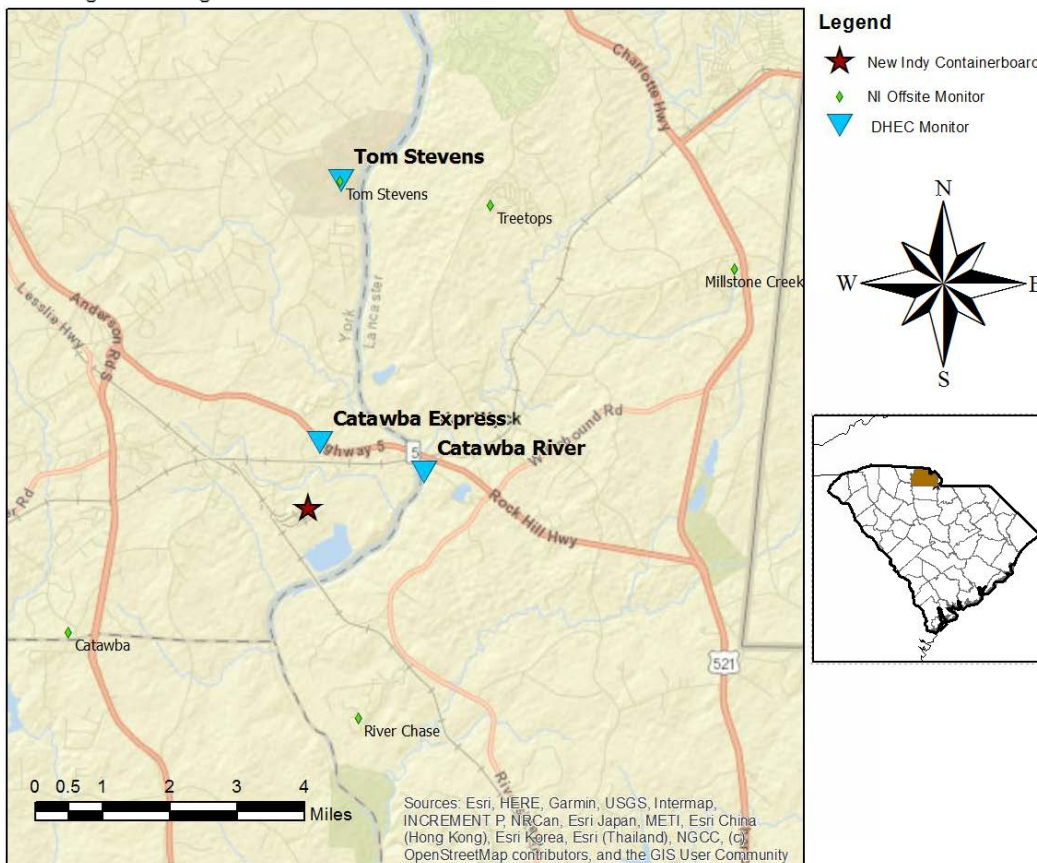 Legend
New Indy Containerboard
NI Offsite Monitor
DHEC Monitor
N
W
E
S
Charlotte Hwy
Tom Stevens
Tom Stevens
Treetops
Millstone Creek
Lesslie Hwy
Anderson Rd S
York
Lancaster
Catawba Express
Highway 5
5
Catawba River
Rock Hill Hwy
Catawba
River Chase
521
0 0.5 1 2 3 4
Miles
Sources: Esri, HERE, Garmin, USGS, Intermap,
INCREMENT P, NRCan, Esri Japan, METI, Esri China
(Hong Kong), Esri Korea, Esri (Thailand), NGCC, (c)
OpenStreetMap contributors, and the GIS User Community